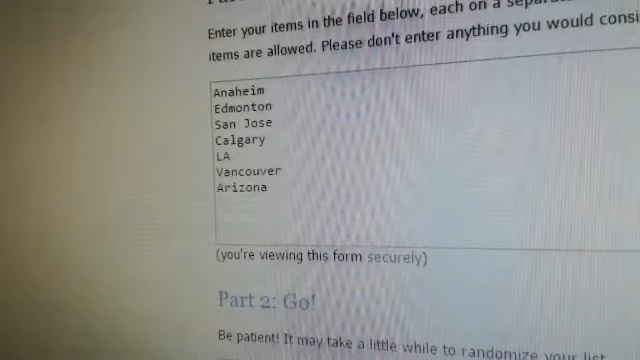 Enter your items in the field below, each on a
items are allowed. Please don't enter anything you would
Anaheim
Edmonton
San Jose
Calgary
LA
Vancouver
Arizona
(you're viewing this form securely)
Part 2: Go!
Be patient! It may take a little while to randomize your list